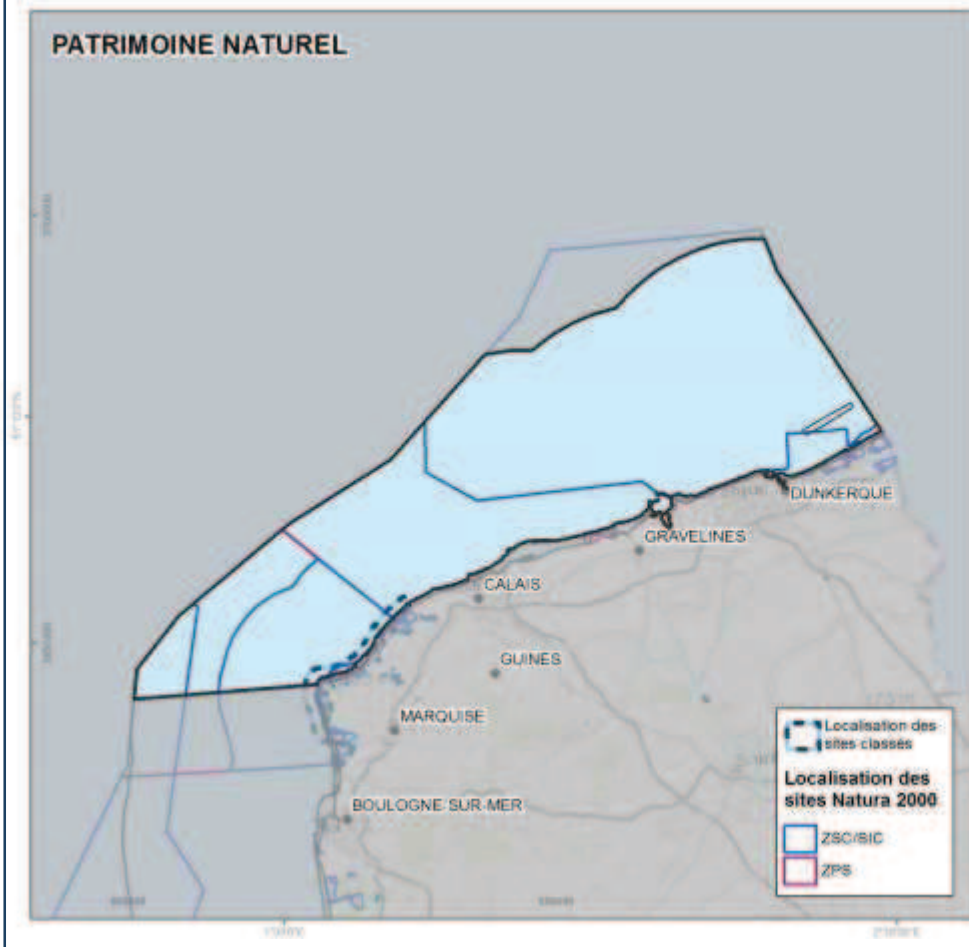 PATRIMOINE NATUREL
DUNKERQUE
GRAVELINES
CALAIS
GUINES
MARQUISE
BOULOGNE SUR MER
Localisation des
sites classés
Localisation des
sites Natura 2000
ZSC/SIC
ZPS